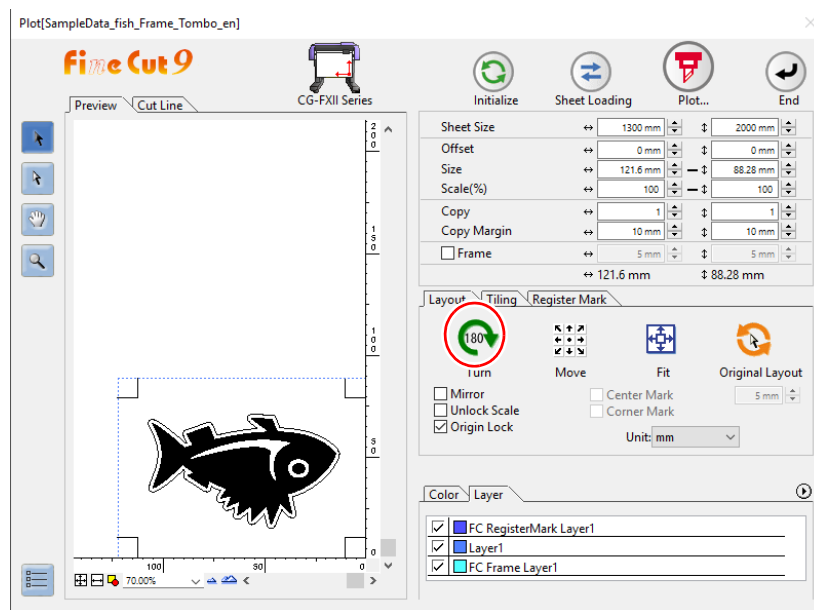 Plot[SampleData_fish_Frame_Tombo_en]
Fine Cut 9
CG-FXII Series
Initialize
Sheet Loading
Plot...
End
Preview
Cut Line
200
150
100
50
0
100
50
0
70.00%
Sheet Size 1300 mm 2000 mm
Offset 0 mm 0 mm
Size 121.6 mm 88.28 mm
Scale(%) 100 100
Copy 1 1
Copy Margin 10 mm 10 mm
Frame 5 mm 5 mm
121.6 mm 88.28 mm
Layout
Tiling
Register Mark
180
Turn
Move
Fit
Original Layout
Mirror
Unlock Scale
Origin Lock
Center Mark
Corner Mark
5 mm
Unit: mm
Color
Layer
FC RegisterMark Layer1
Layer1
FC Frame Layer1